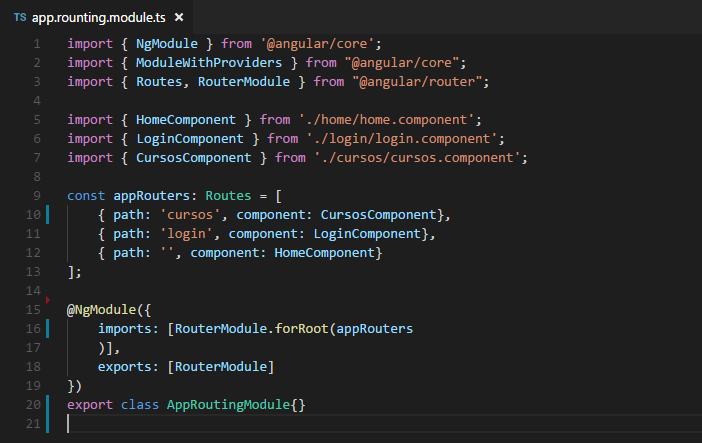 TS app.rounting.module.ts ×
1 import { NgModule } from '@angular/core';
2 import { ModuleWithProviders } from "@angular/core";
3 import { Routes, RouterModule } from "@angular/router";
4
5 import { HomeComponent } from './home/home.component';
6 import { LoginComponent } from './login/login.component';
7 import { CursosComponent } from './cursos/cursos.component';
8
9 const appRouters: Routes = [
10     { path: 'cursos', component: CursosComponent},
11     { path: 'login', component: LoginComponent},
12     { path: '', component: HomeComponent}
13 ];
14
15 @NgModule({
16     imports: [RouterModule.forRoot(appRouters
17     )],
18     exports: [RouterModule]
19 })
20 export class AppRoutingModule{}
21